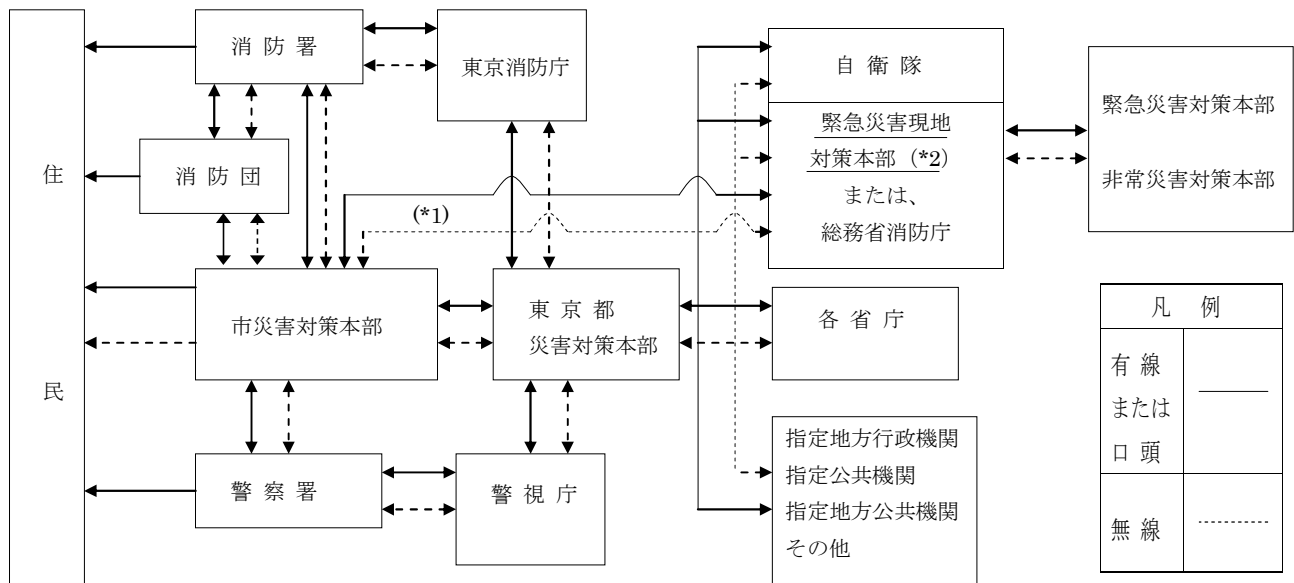 住
民
消 防 署
消 防 団
市災害対策本部
警 察 署
東京消防庁
(*1)
東 京 都
災害対策本部
警 視 庁
自 衛 隊
緊急災害現地
対策本部 (*2)
または、
総務省消防庁
各 省 庁
指定地方行政機関
指定公共機関
指定地方公共機関
その他
緊急災害対策本部
非常災害対策本部
凡 例
有 線
または
口 頭
無 線